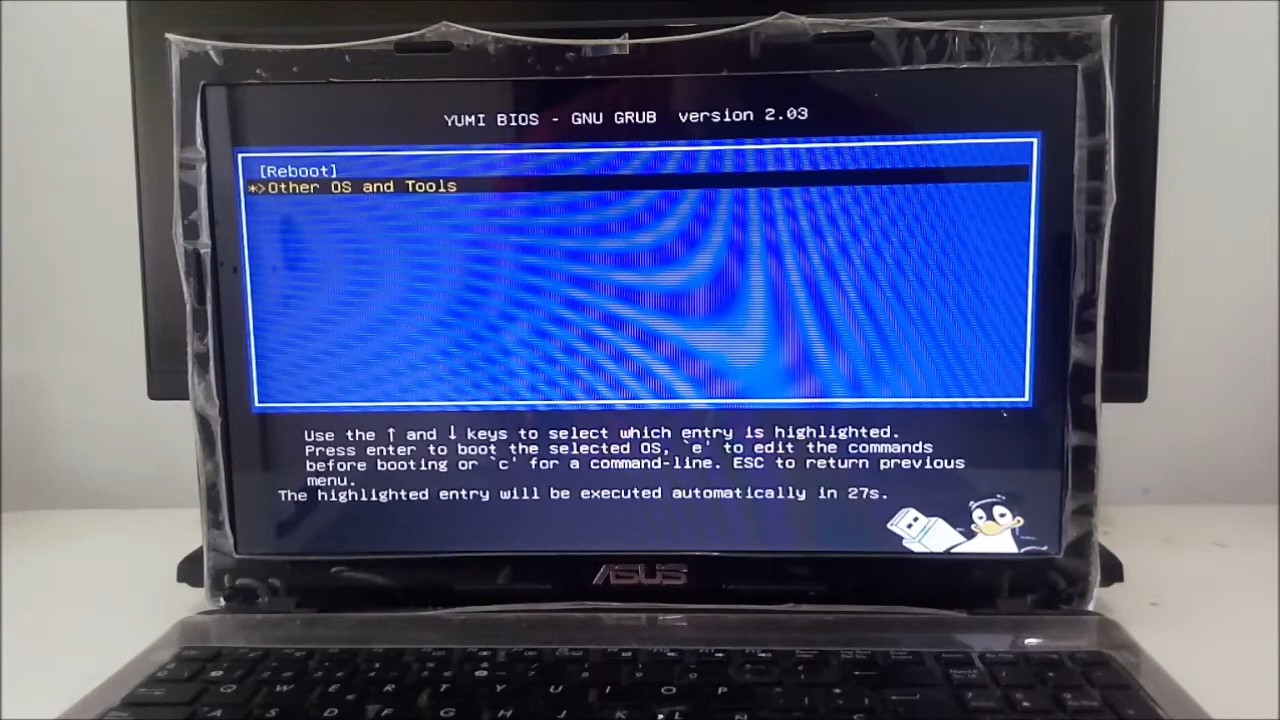 YUMI BIOS - GNU GRUB version 2.03
[Reboot]
*>Other OS and Tools
Use the ↑ and ↓ keys to select which entry is highlighted.
Press enter to boot the selected OS, `e' to edit the commands
before booting or `c' for a command-line. ESC to return previous
menu.
The highlighted entry will be executed automatically in 27s.
ASUS
Q W E R T Y U I O P
A S D F G H J K L Ñ